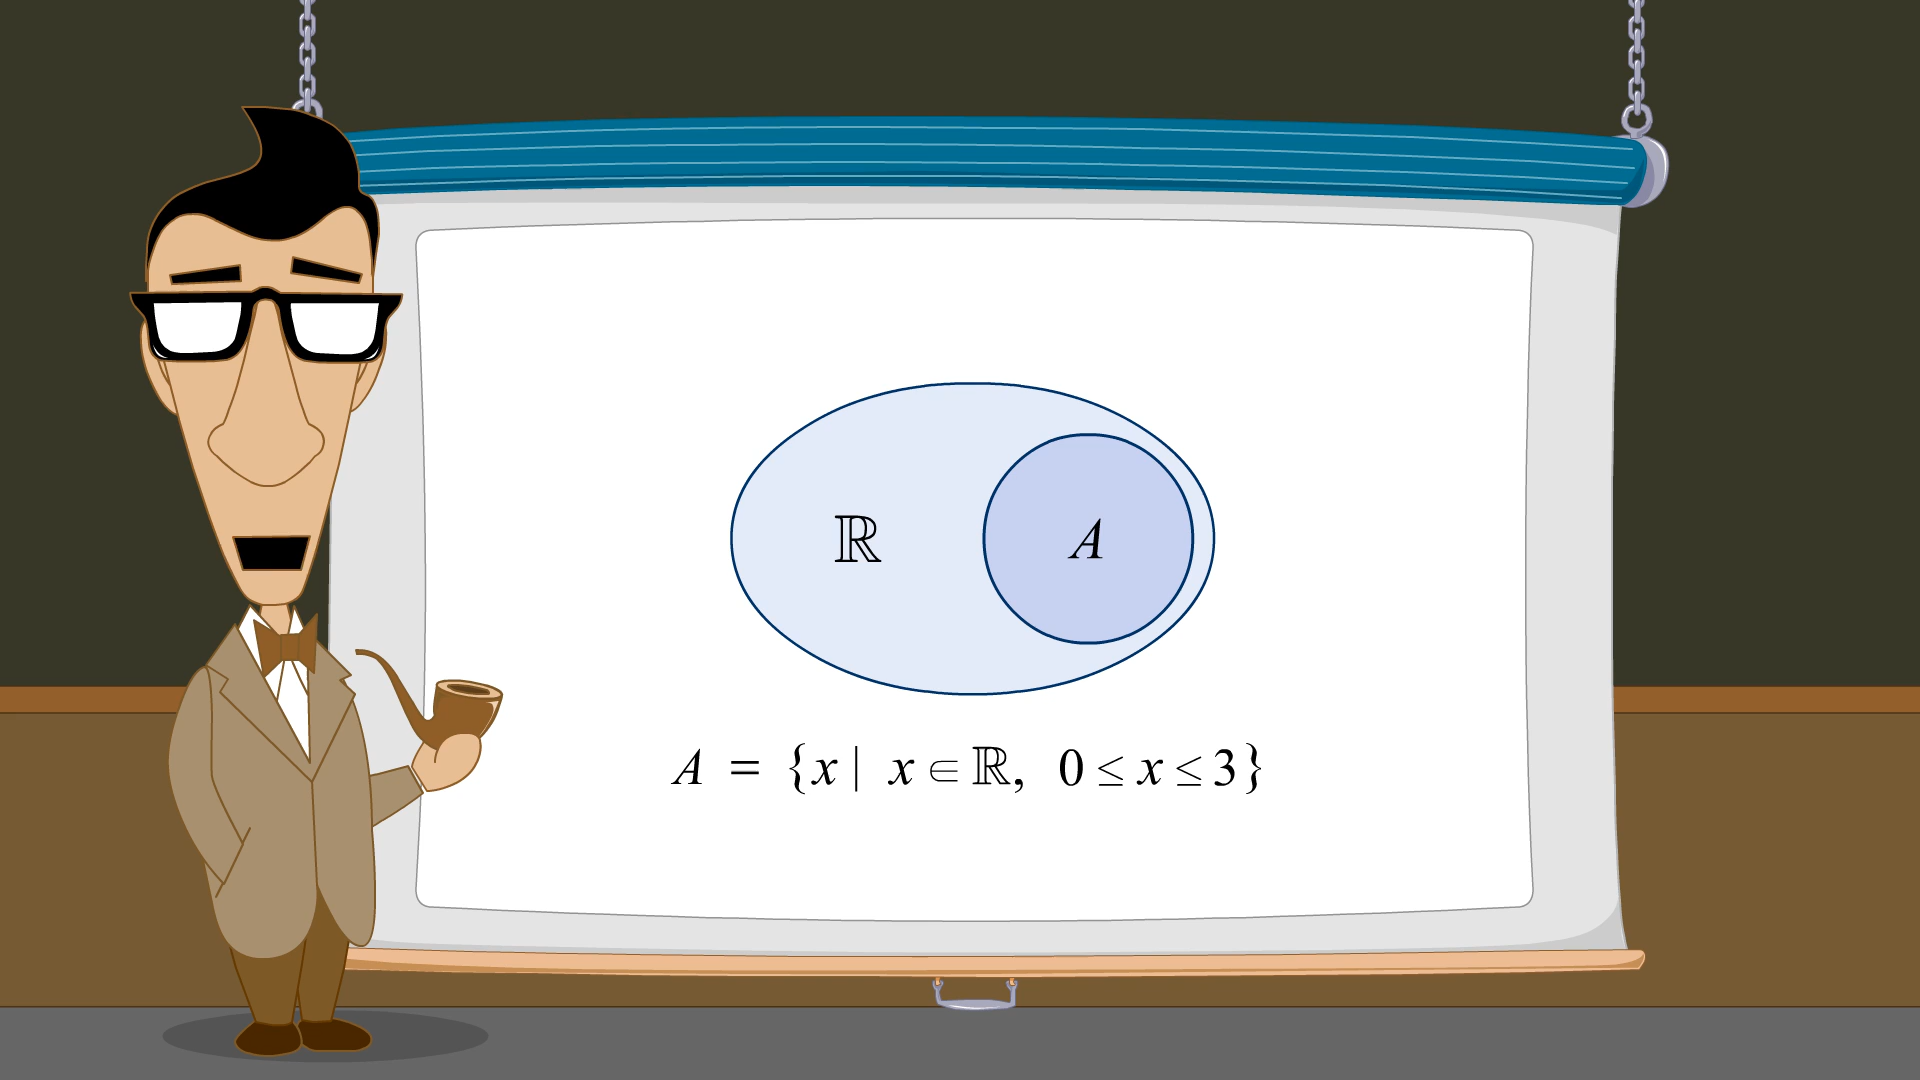 ℝ A
A = {x | x ∈ ℝ, 0 ≤ x ≤ 3}